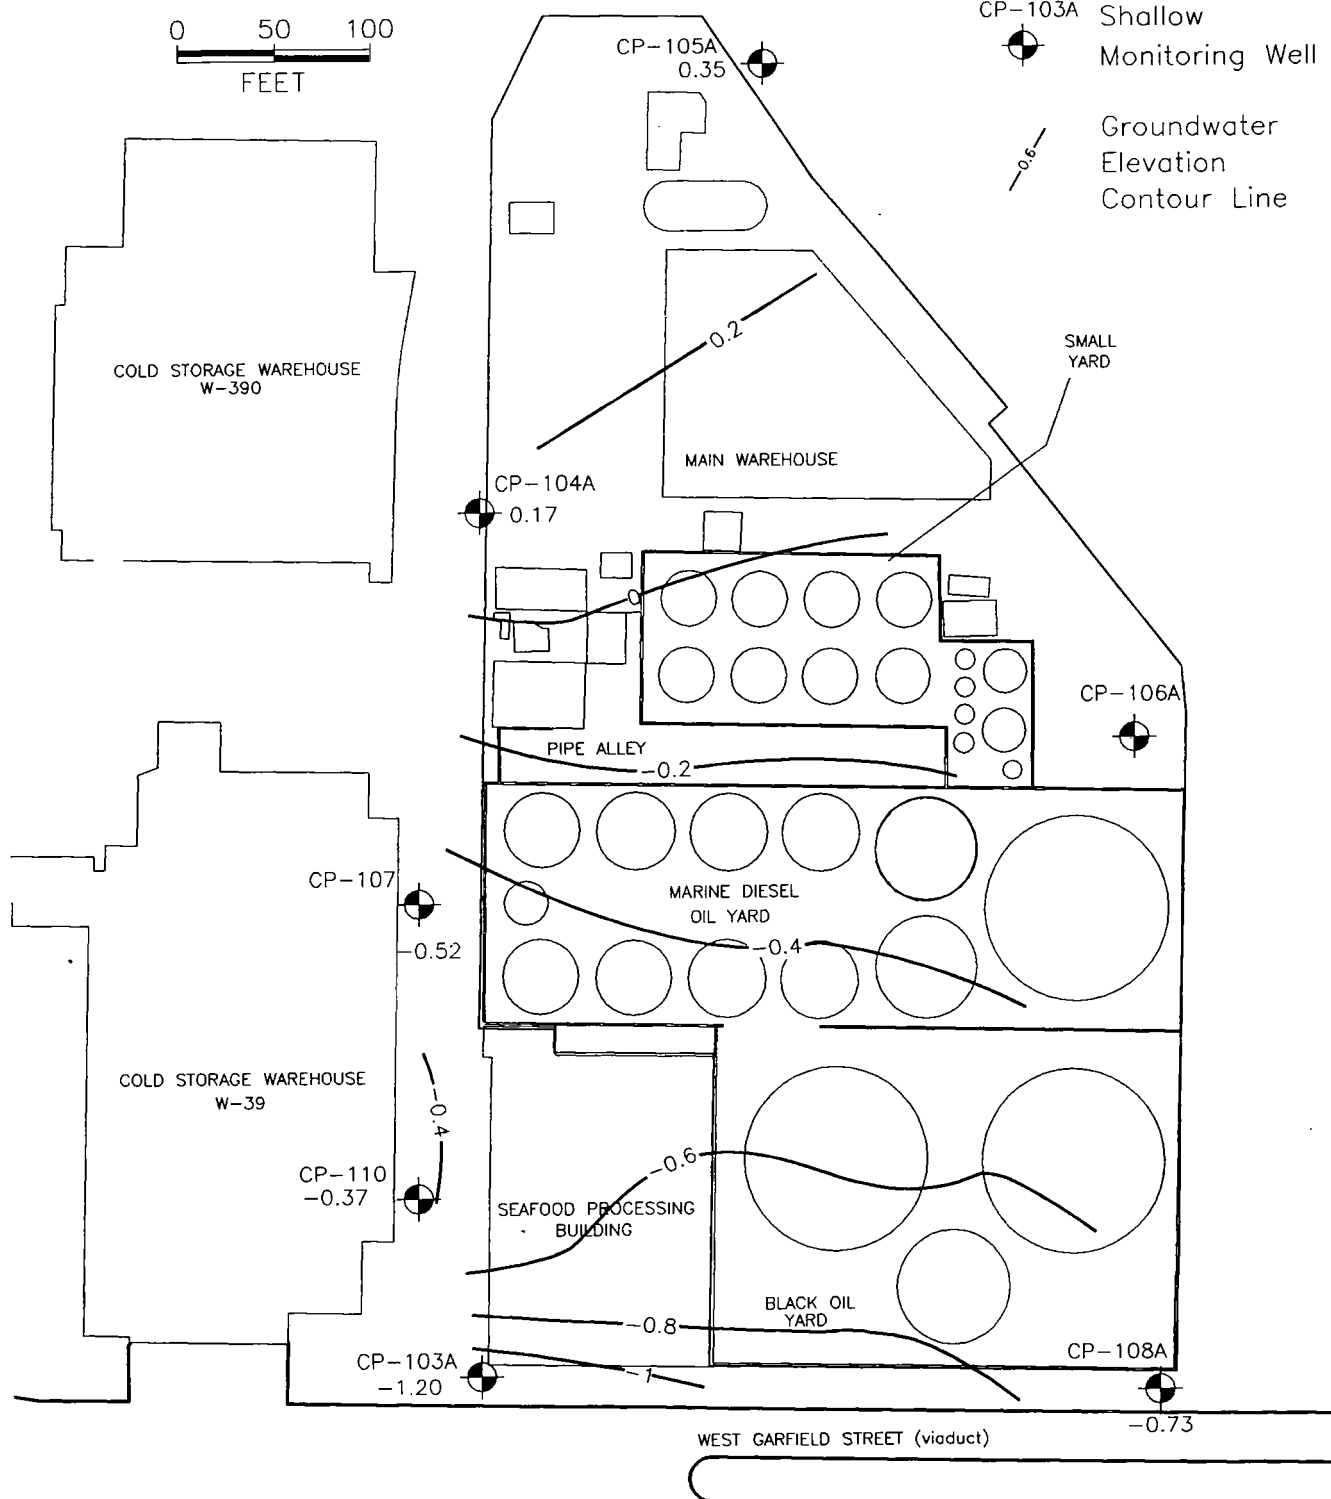 0 50 100
FEET
CP-105A
0.35
CP-103A Shallow
Monitoring Well
0.6
Groundwater
Elevation
Contour Line
0.2
SMALL
YARD
COLD STORAGE WAREHOUSE
W-390
MAIN WAREHOUSE
CP-104A
0.17
0
CP-106A
PIPE ALLEY
-0.2
CP-107
-0.52
MARINE DIESEL
OIL YARD
-0.4
COLD STORAGE WAREHOUSE
W-39
-0.4
CP-110
-0.37
-0.6
SEAFOOD PROCESSING
BUILDING
BLACK OIL
YARD
-0.8
CP-103A
-1.20
-1
CP-108A
-0.73
WEST GARFIELD STREET (viaduct)